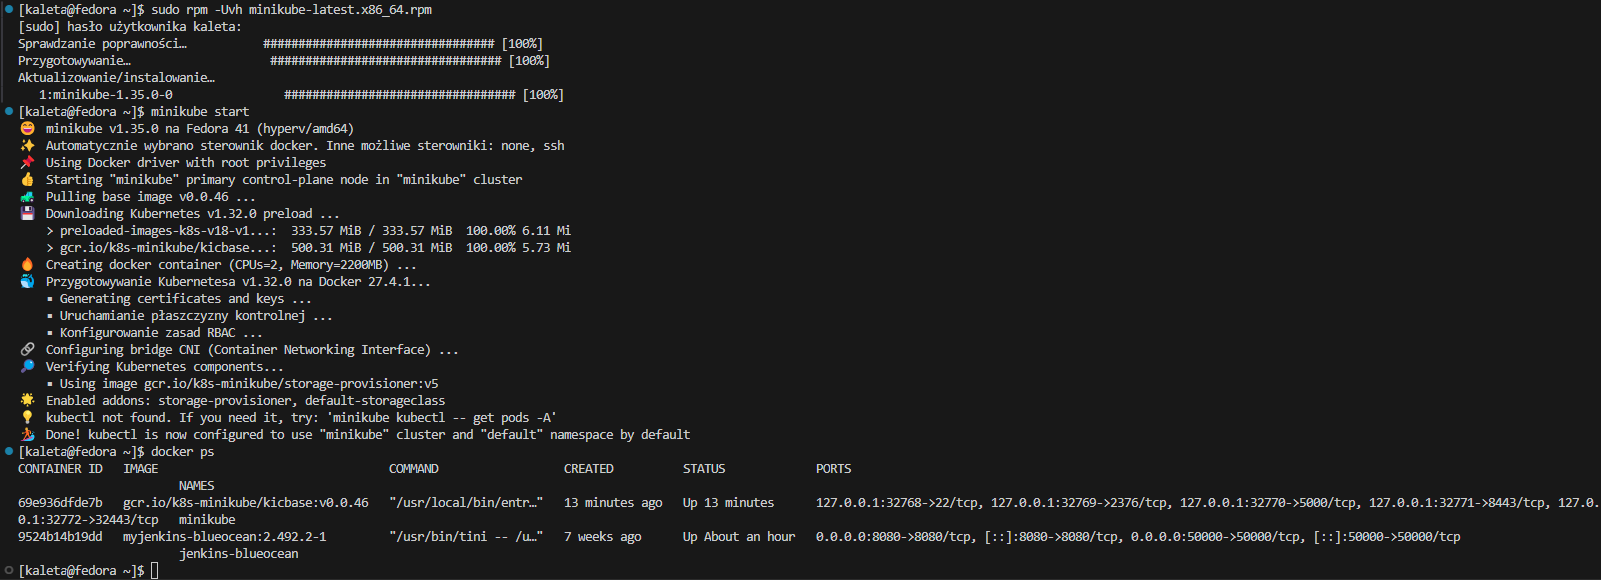 [kaleta@fedora ~]$ sudo rpm -Uvh minikube-latest.x86_64.rpm
[sudo] hasło użytkownika kaleta:
Sprawdzanie poprawności… ################################# [100%]
Przygotowywanie… ################################# [100%]
Aktualizowanie/instalowanie…
1:minikube-1.35.0-0 ################################# [100%]
[kaleta@fedora ~]$ minikube start
😄 minikube v1.35.0 na Fedora 41 (hyperv/amd64)
✨ Automatycznie wybrano sterownik docker. Inne możliwe sterowniki: none, ssh
📌 Using Docker driver with root privileges
👍 Starting "minikube" primary control-plane node in "minikube" cluster
🚜 Pulling base image v0.0.46 ...
💾 Downloading Kubernetes v1.32.0 preload ...
> preloaded-images-k8s-v18-v1...: 333.57 MiB / 333.57 MiB 100.00% 6.11 Mi
> gcr.io/k8s-minikube/kicbase...: 500.31 MiB / 500.31 MiB 100.00% 5.73 Mi
🔥 Creating docker container (CPUs=2, Memory=2200MB) ...
🐳 Przygotowywanie Kubernetesa v1.32.0 na Docker 27.4.1...
▪ Generating certificates and keys ...
▪ Uruchamianie płaszczyzny kontrolnej ...
▪ Konfigurowanie zasad RBAC ...
🔗 Configuring bridge CNI (Container Networking Interface) ...
🔎 Verifying Kubernetes components...
▪ Using image gcr.io/k8s-minikube/storage-provisioner:v5
🌟 Enabled addons: storage-provisioner, default-storageclass
💡 kubectl not found. If you need it, try: 'minikube kubectl -- get pods -A'
🏄 Done! kubectl is now configured to use "minikube" cluster and "default" namespace by default
[kaleta@fedora ~]$ docker ps
CONTAINER ID IMAGE COMMAND CREATED STATUS PORTS
NAMES
69e936dfde7b gcr.io/k8s-minikube/kicbase:v0.0.46 "/usr/local/bin/entr…" 13 minutes ago Up 13 minutes 127.0.0.1:32768->22/tcp, 127.0.0.1:32769->2376/tcp, 127.0.0.1:32770->5000/tcp, 127.0.0.1:32771->8443/tcp, 127.0.
0.1:32772->32443/tcp minikube
9524b14b19dd myjenkins-blueocean:2.492.2-1 "/usr/bin/tini -- /u…" 7 weeks ago Up About an hour 0.0.0.0:8080->8080/tcp, [::]:8080->8080/tcp, 0.0.0.0:50000->50000/tcp, [::]:50000->50000/tcp
jenkins-blueocean
[kaleta@fedora ~]$